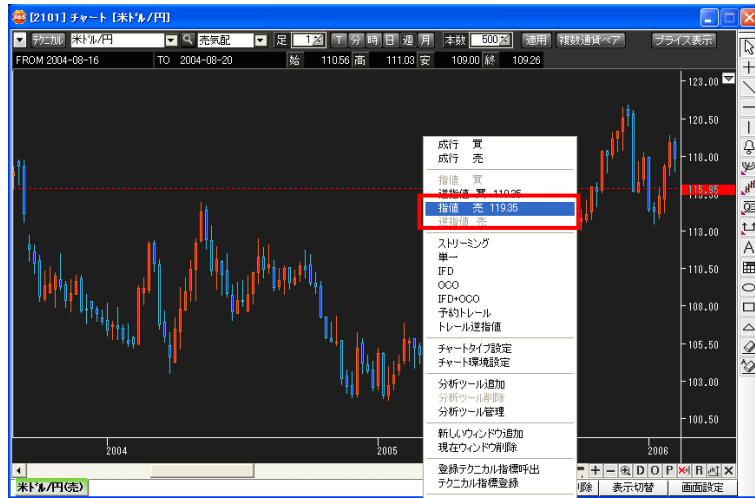 [2101] チャート [米ドル/円]
テクニカル 米ドル/円 売気配 足 1 T 分 時 日 週 月 本数 500 適用 複数通貨ペア プライス表示
FROM 2004-08-16 TO 2004-08-20 始 110.56 高 111.03 安 109.00 終 109.26
123.00
120.50
118.00
115.85
113.00
110.50
108.00
105.50
103.00
100.50
成行 買
成行 売
指値 買
逆指値 買 119.35
指値 売 119.35
逆指値 売
ストリーミング
単一
IFD
OCO
IFD+OCO
予約トレール
トレール逆指値
チャートタイプ設定
チャート環境設定
分析ツール追加
分析ツール削除
分析ツール管理
新しいウィンドウ追加
現在ウィンドウ削除
登録テクニカル指標呼出
テクニカル指標登録
2004 2005 2006
D O P R
米ドル/円(売) 削除 表示切替 画面設定